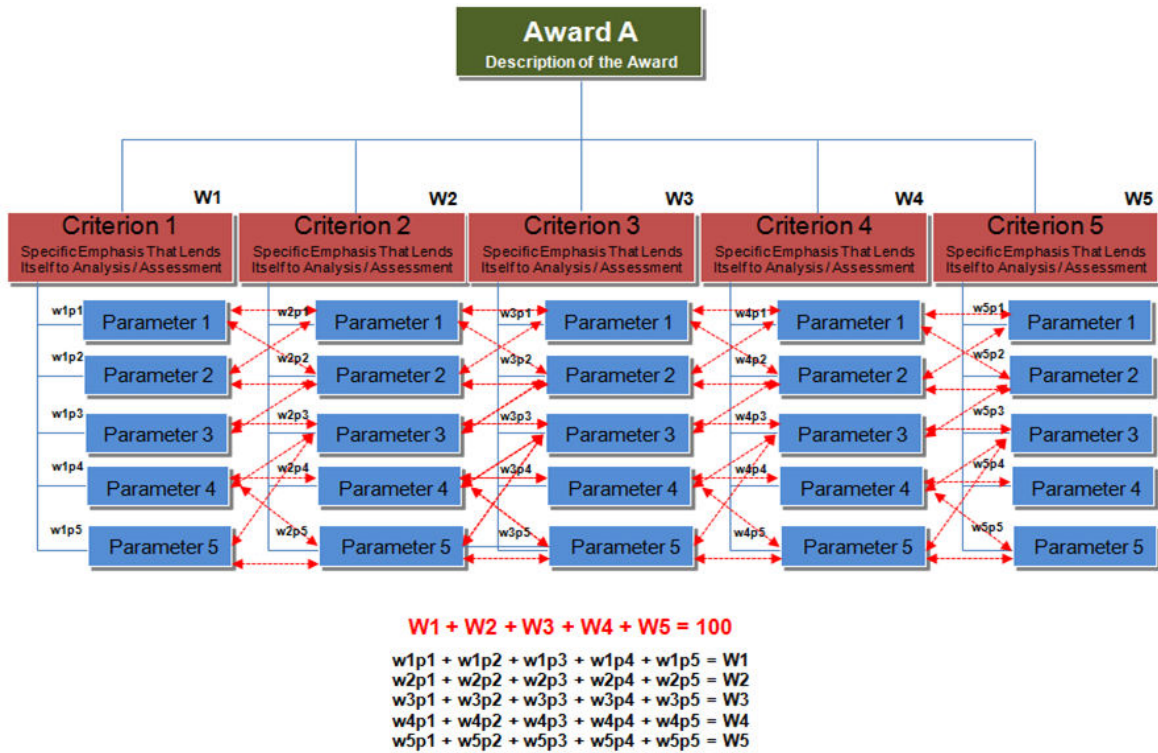 Award A
Description of the Award
W1
W2
W3
W4
W5
Criterion 1
Specific Emphasis That Lends
Itself to Analysis / Assessment
Criterion 2
Specific Emphasis That Lends
Itself to Analysis / Assessment
Criterion 3
Specific Emphasis That Lends
Itself to Analysis / Assessment
Criterion 4
Specific Emphasis That Lends
Itself to Analysis / Assessment
Criterion 5
Specific Emphasis That Lends
Itself to Analysis / Assessment
w1p1
Parameter 1
w1p2
Parameter 2
w1p3
Parameter 3
w1p4
Parameter 4
w1p5
Parameter 5
w2p1
Parameter 1
w2p2
Parameter 2
w2p3
Parameter 3
w2p4
Parameter 4
w2p5
Parameter 5
w3p1
Parameter 1
w3p2
Parameter 2
w3p3
Parameter 3
w3p4
Parameter 4
w3p5
Parameter 5
w4p1
Parameter 1
w4p2
Parameter 2
w4p3
Parameter 3
w4p4
Parameter 4
w4p5
Parameter 5
w5p1
Parameter 1
w5p2
Parameter 2
w5p3
Parameter 3
w5p4
Parameter 4
w5p5
Parameter 5
W1 + W2 + W3 + W4 + W5 = 100
w1p1 + w1p2 + w1p3 + w1p4 + w1p5 = W1
w2p1 + w2p2 + w2p3 + w2p4 + w2p5 = W2
w3p1 + w3p2 + w3p3 + w3p4 + w3p5 = W3
w4p1 + w4p2 + w4p3 + w4p4 + w4p5 = W4
w5p1 + w5p2 + w5p3 + w5p4 + w5p5 = W5